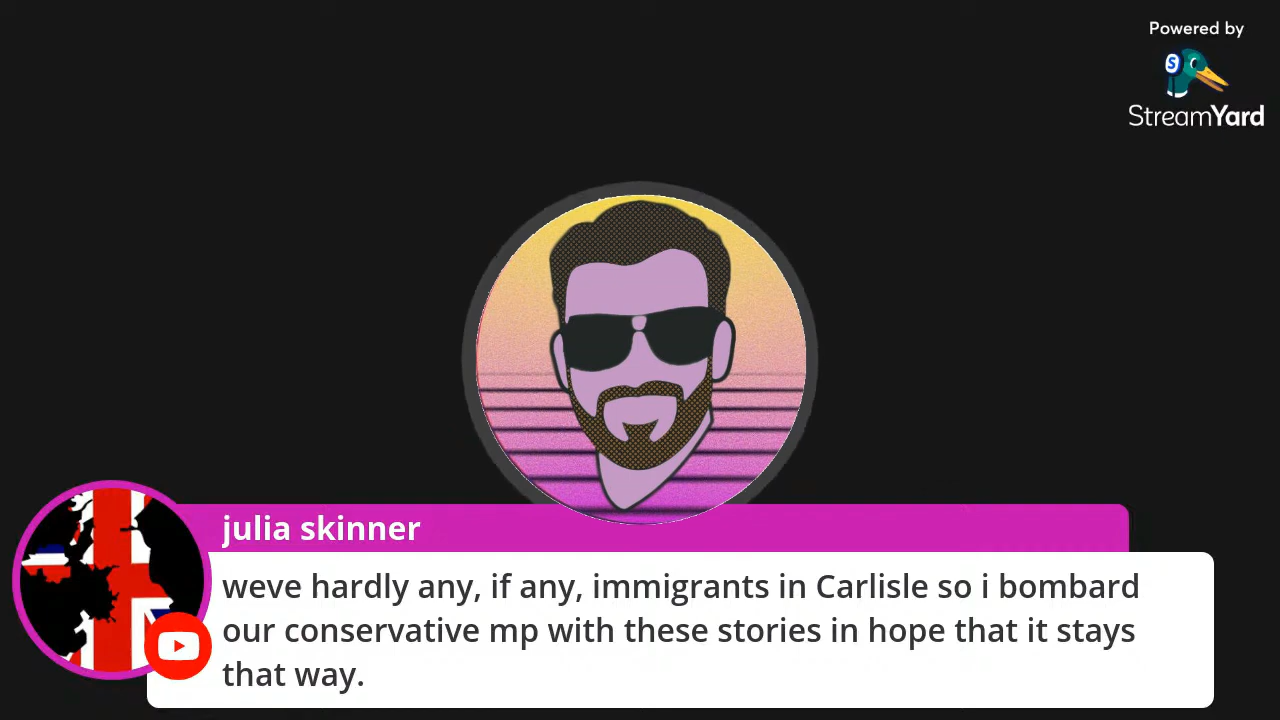 Powered by
S
StreamYard
julia skinner
weve hardly any, if any, immigrants in Carlisle so i bombard
our conservative mp with these stories in hope that it stays
that way.